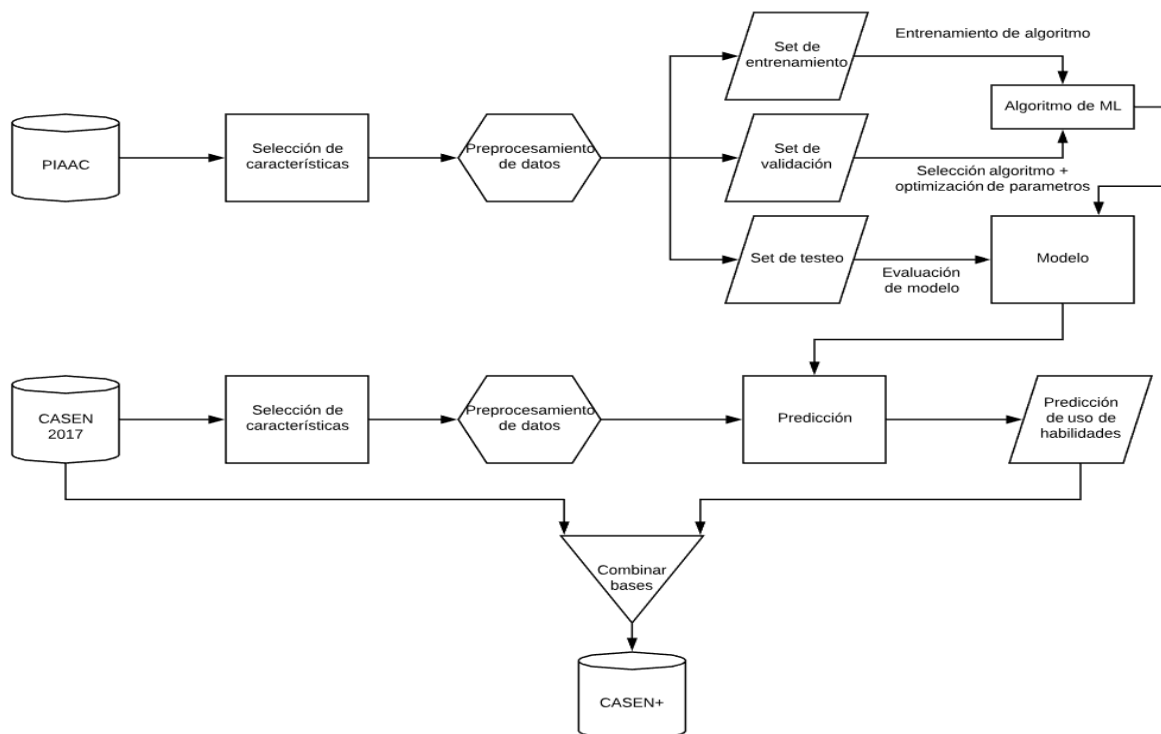 Set de
entrenamiento
Entrenamiento de algoritmo
Algoritmo de ML
PIAAC
Selección de
características
Preprocesamiento
de datos
Set de
validación
Selección algoritmo +
optimización de parametros
Set de testeo
Evaluación
de modelo
Modelo
CASEN
2017
Selección de
características
Preprocesamiento
de datos
Predicción
Predicción
de uso de
habilidades
Combinar
bases
CASEN+